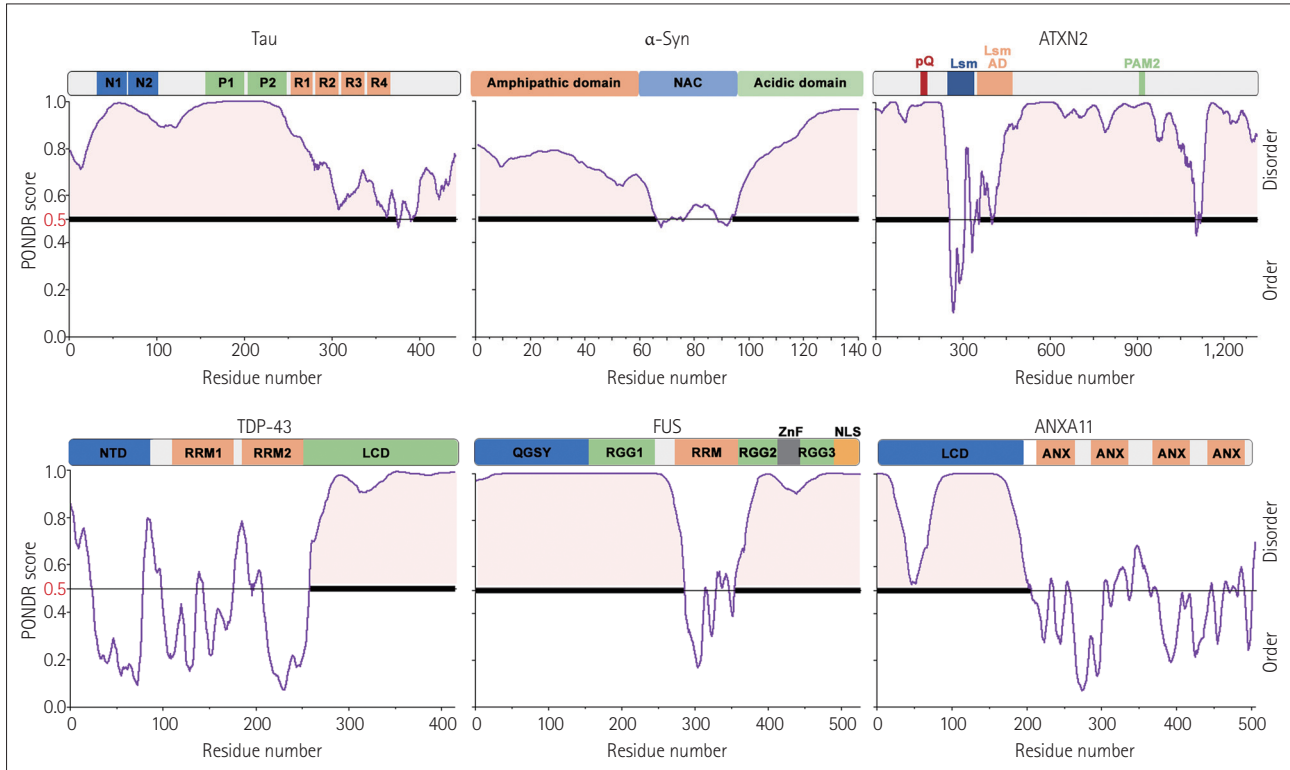 Tau
N1 N2 P1 P2 R1 R2 R3 R4
PONDR score
1.0
0.8
0.6
0.5
0.4
0.2
0.0
0 100 200 300 400
Residue number
α-Syn
Amphipathic domain NAC Acidic domain
0 20 40 60 80 100 120 140
Residue number
ATXN2
pQ Lsm Lsm AD PAM2
Disorder
Order
0 300 600 900 1,200
Residue number
TDP-43
NTD RRM1 RRM2 LCD
PONDR score
1.0
0.8
0.6
0.5
0.4
0.2
0.0
0 100 200 300 400
Residue number
FUS
QGSY RGG1 RRM RGG2 ZnF RGG3 NLS
0 100 200 300 400 500
Residue number
ANXA11
LCD ANX ANX ANX ANX
Disorder
Order
0 100 200 300 400 500
Residue number